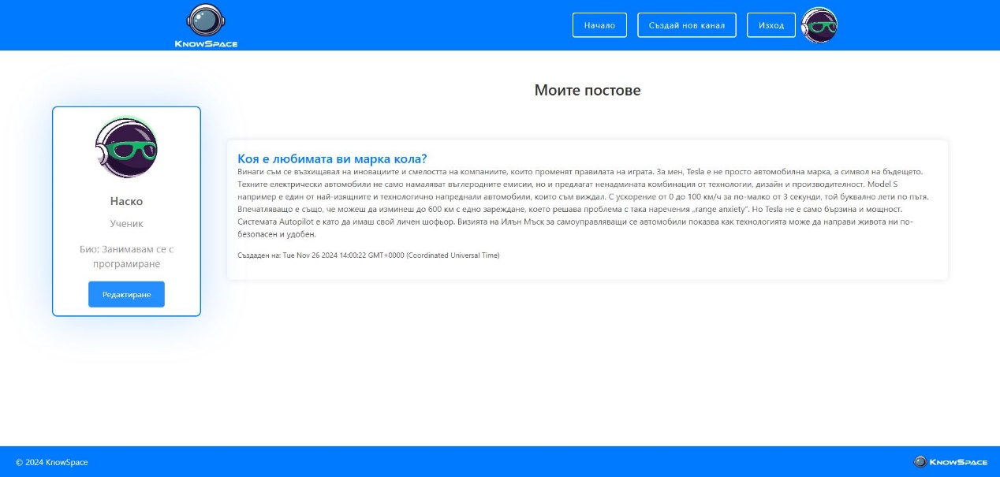 KnowSpace
Начало
Създай нов канал
Изход
Моите постове
Наско
Ученик
Био: Занимавам се с
програмиране
Редактиране
Коя е любимата ви марка кола?
Винаги съм се възхищавал на иновациите и смелостта на компаниите, които променят правилата на играта. За мен, Tesla е не просто автомобилна марка, а символ на бъдещето.
Техните електрически автомобили не само намаляват въглеродните емисии, но и предлагат ненадмината комбинация от технологии, дизайн и производителност. Model S
например е един от най-изящните и технологично напреднали автомобили, които съм виждал. С ускорение от 0 до 100 км/ч за по-малко от 3 секунди, той буквално лети по пътя.
Впечатляващо е също, че можеш да изминеш до 600 км с едно зареждане, което решава проблема с така наречения „range anxiety“. Но Tesla не е само бързина и мощност.
Системата Autopilot е като да имаш свой личен шофьор. Визията на Илън Мъск за самоуправляващи се автомобили показва как технологията може да направи живота ни по-
безопасен и удобен.
Създаден на: Tue Nov 26 2024 14:00:22 GMT+0000 (Coordinated Universal Time)
© 2024 KnowSpace
KnowSpace